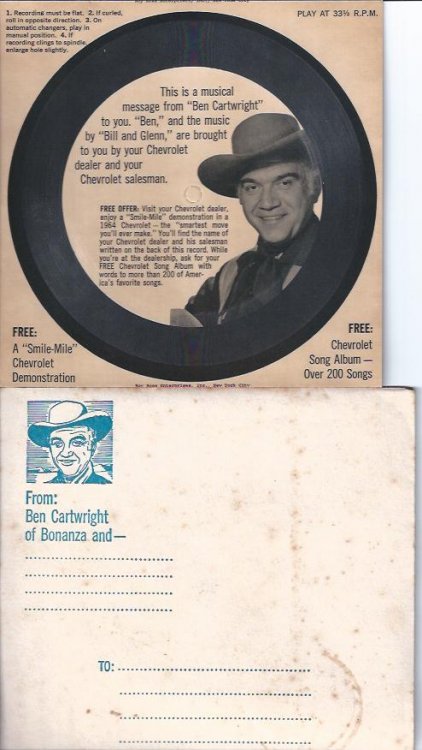 1. Recording must be flat. 2. If curled,
roll in opposite direction. 3. On
automatic changers, play in
manual position. 4. If
recording clings to spindle,
enlarge hole slightly.
PLAY AT 33⅓ R.P.M.
This is a musical
message from "Ben Cartwright"
to you. "Ben," and the music
by "Bill and Glenn," are brought
to you by your Chevrolet
dealer and your
Chevrolet salesman.
FREE OFFER: Visit your Chevrolet dealer,
enjoy a "Smile-Mile" demonstration in a
1964 Chevrolet—the "smartest move
you'll ever make." You'll find the name of
your Chevrolet dealer and his salesman
written on the back of this record. While
you're at the dealership, ask for your
FREE Chevrolet Song Album with
words to more than 200 of Amer-
ica's favorite songs.
FREE:
A "Smile-Mile"
Chevrolet
Demonstration
FREE:
Chevrolet
Song Album—
Over 200 Songs
Enterprises, Inc., New York City
From:
Ben Cartwright
of Bonanza and—
TO: